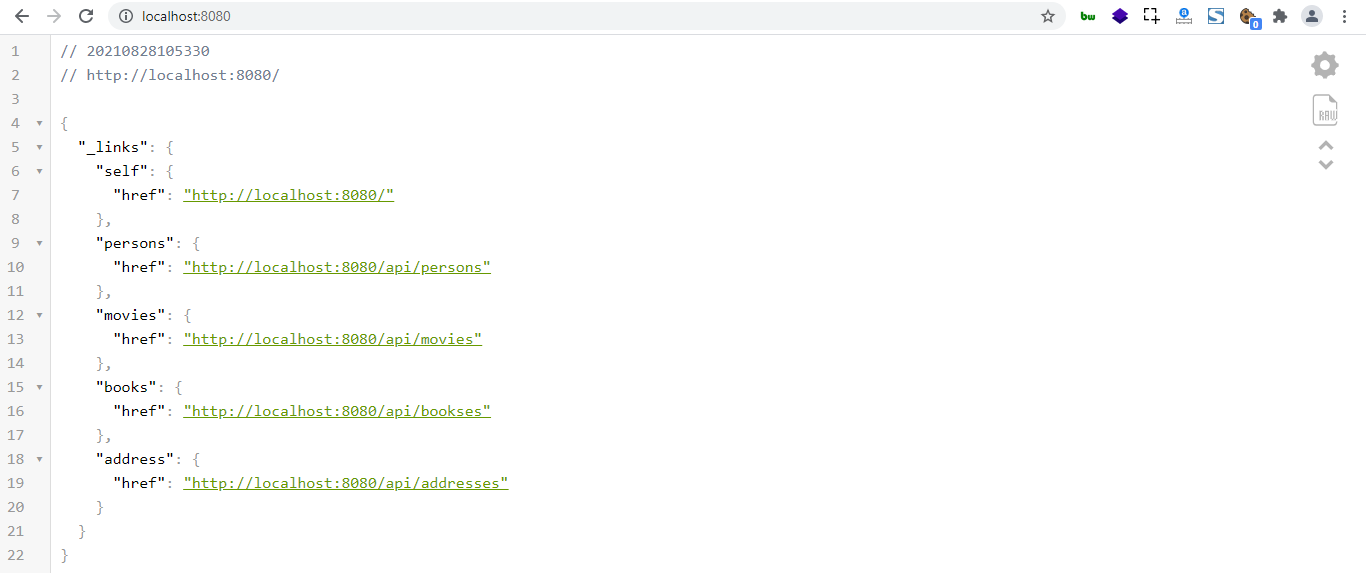 localhost:8080
bw
a
S
0
1 // 20210828105330
2 // http://localhost:8080/
3
4 {
5 "_links": {
6 "self": {
7 "href": "http://localhost:8080/"
8 },
9 "persons": {
10 "href": "http://localhost:8080/api/persons"
11 },
12 "movies": {
13 "href": "http://localhost:8080/api/movies"
14 },
15 "books": {
16 "href": "http://localhost:8080/api/bookses"
17 },
18 "address": {
19 "href": "http://localhost:8080/api/addresses"
20 }
21 }
22 }
RAW